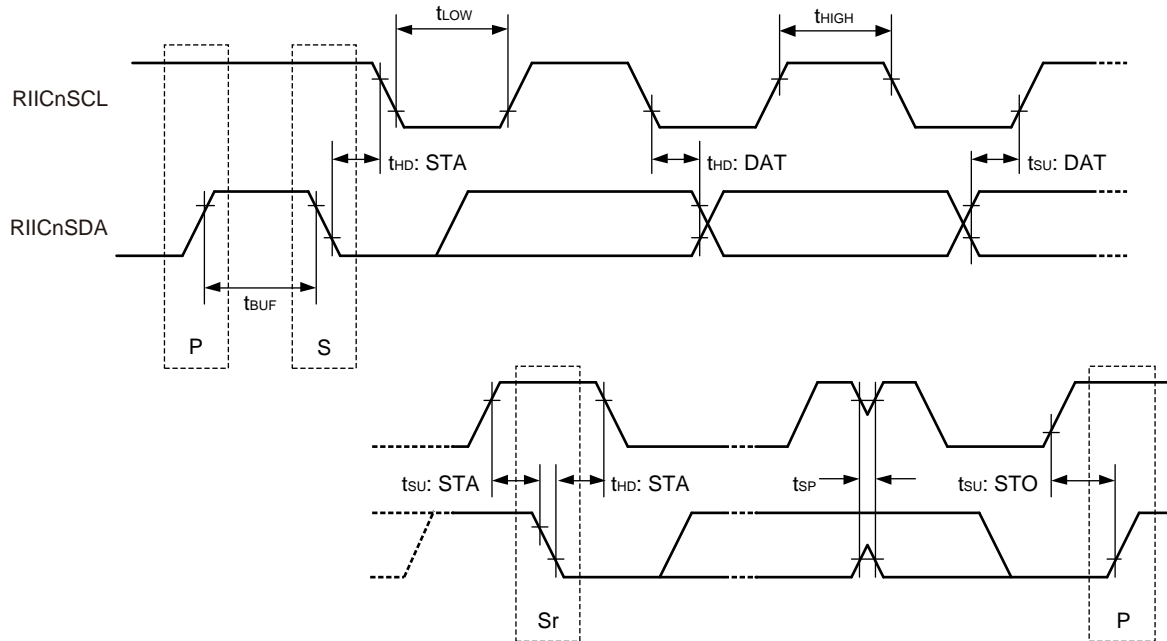 tLOW
tHIGH
RIICnSCL
tHD: STA
tHD: DAT
tSU: DAT
RIICnSDA
tBUF
P
S
tSU: STA
tHD: STA
tSP
tSU: STO
Sr
P